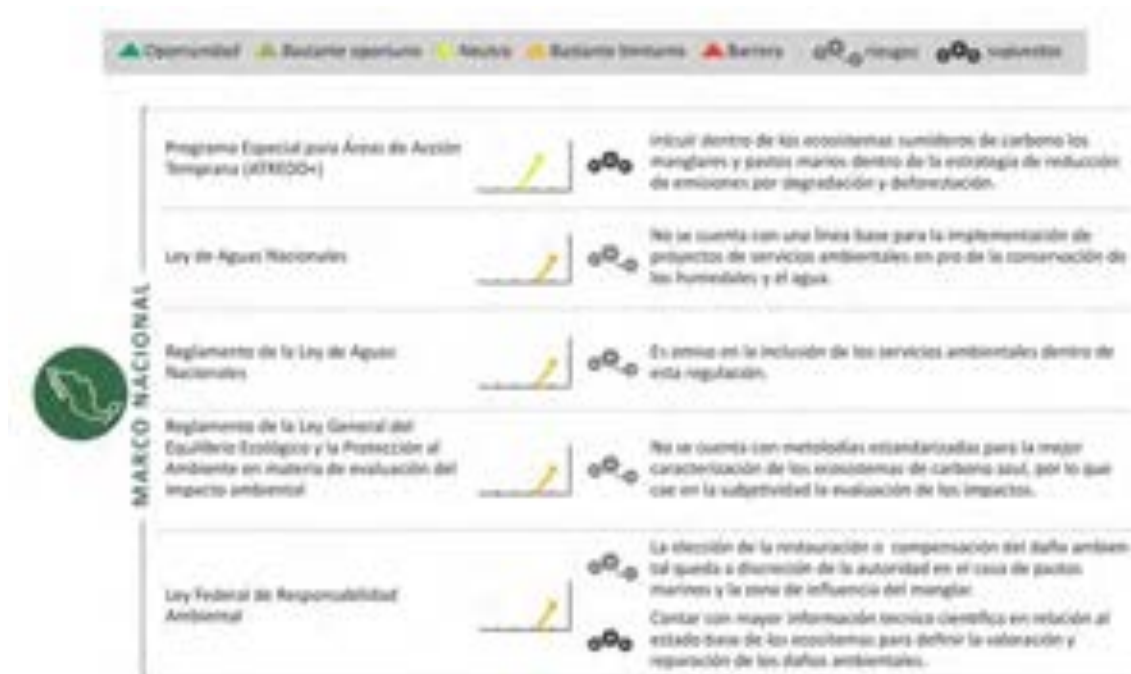 Oportunidad Bastante oportuno Neutro Bastante limitante Barrera riesgos supuestos
MARCO NACIONAL
Programa Especial para Áreas de Acción
Temprana (ATREDD+)
Incluir dentro de los ecosistemas sumideros de carbono los
manglares y pastos marios dentro de la estrategia de reducción
de emisiones por degradación y deforestación.
Ley de Aguas Nacionales
No se cuenta con una línea base para la implementación de
proyectos de servicios ambientales en pro de la conservación de
los humedales y el agua.
Reglamento de la Ley de Aguas
Nacionales
Es omiso en la inclusión de los servicios ambientales dentro de
esta regulación.
Reglamento de la Ley General del
Equilibrio Ecológico y la Protección al
Ambiente en materia de evaluación del
impacto ambiental
No se cuenta con metolodías estandarizadas para la mejor
caracterización de los ecosistemas de carbono azul, por lo que
cae en la subjetividad la evaluación de los impactos.
Ley Federal de Responsabilidad
Ambiental
La elección de la restauración o compensación del daño ambien-
tal queda a discreción de la autoridad en el caso de pastos
marinos y la zona de influencia del manglar.
Contar con mayor información tecnico científica en relación al
estado base de los ecositemas para definir la valoración y
reparación de los daños ambientales.